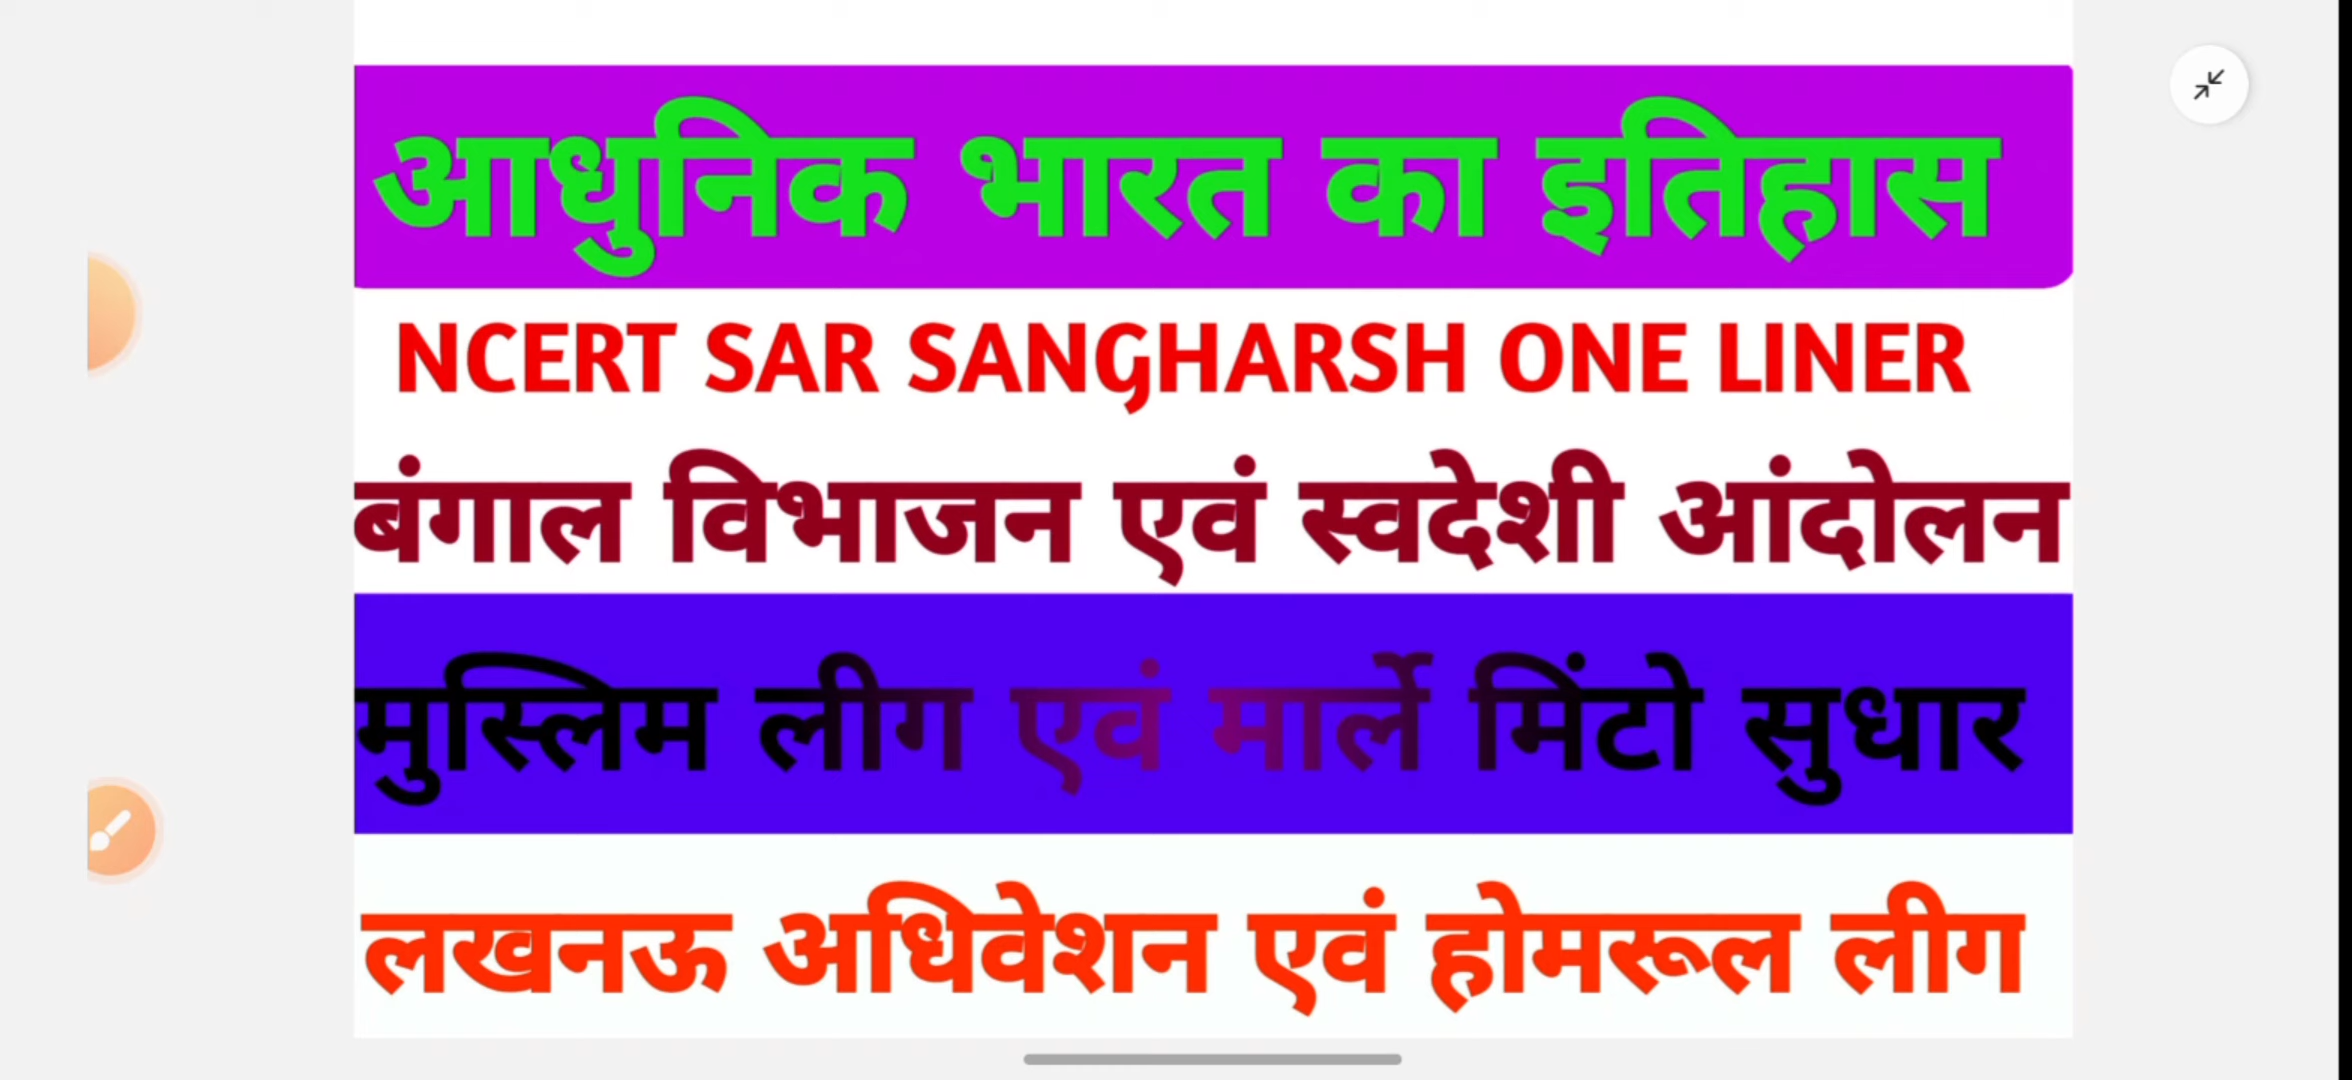 आधुनिक भारत का इतिहास
NCERT SAR SANGHARSH ONE LINER
बंगाल विभाजन एवं स्वदेशी आंदोलन
मुस्लिम लीग एवं मार्ले मिंटो सुधार
लखनऊ अधिवेशन एवं होमरूल लीग